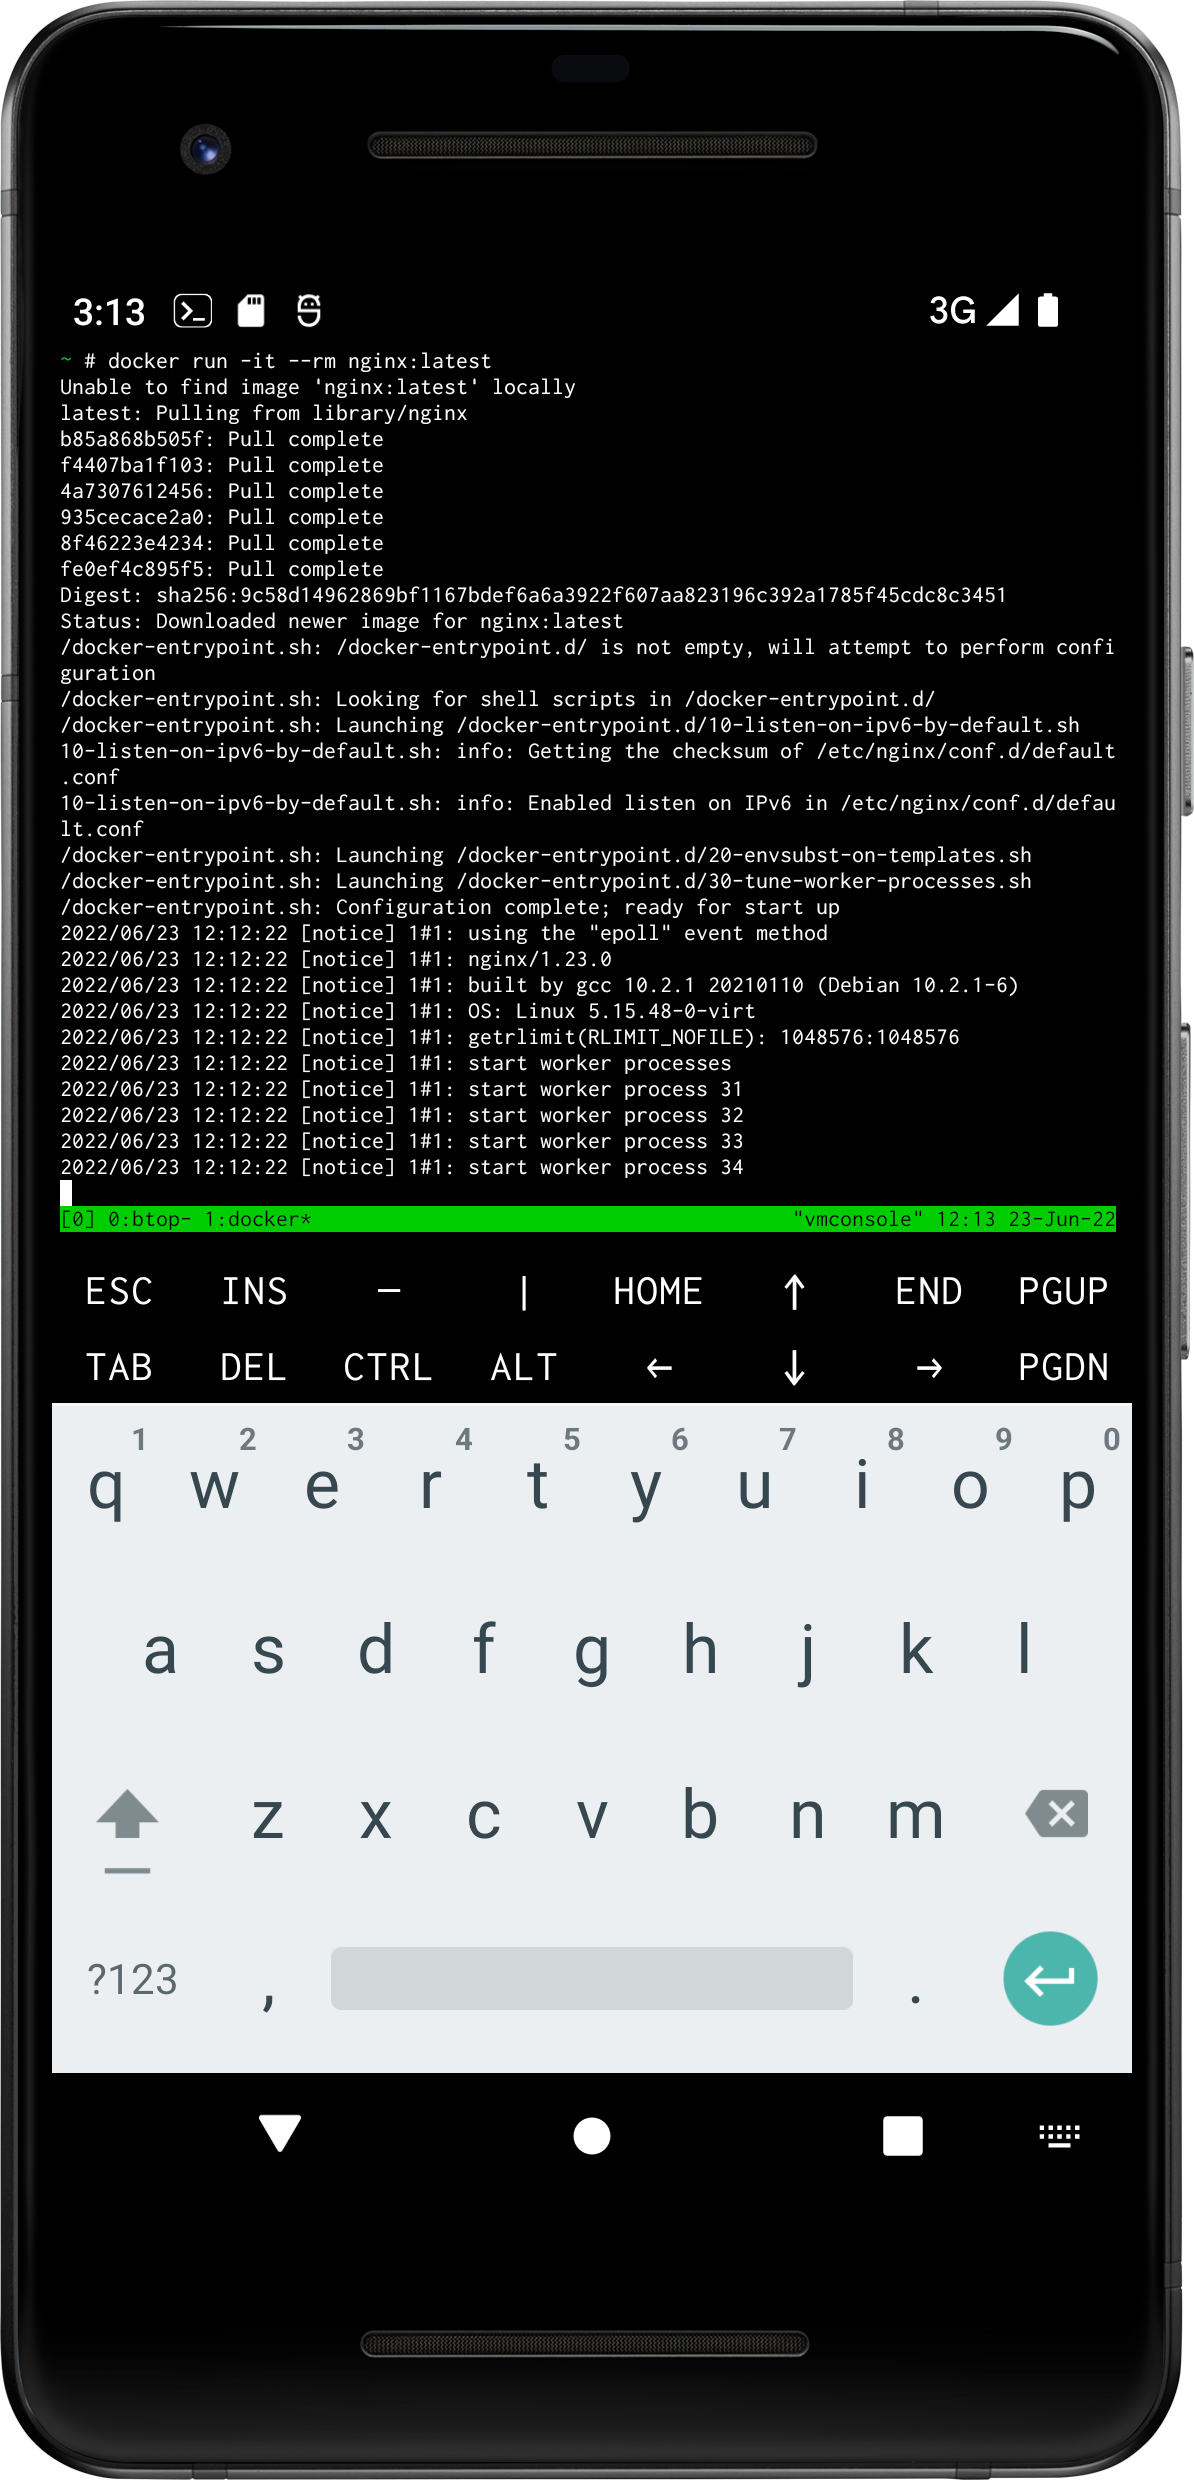 3:13 3G
~ # docker run -it --rm nginx:latest
Unable to find image 'nginx:latest' locally
latest: Pulling from library/nginx
b85a868b505f: Pull complete
f4407ba1f103: Pull complete
4a7307612456: Pull complete
935cecace2a0: Pull complete
8f46223e4234: Pull complete
fe0ef4c895f5: Pull complete
Digest: sha256:9c58d14962869bf1167bdef6a6a3922f607aa823196c392a1785f45cdc8c3451
Status: Downloaded newer image for nginx:latest
/docker-entrypoint.sh: /docker-entrypoint.d/ is not empty, will attempt to perform confi
guration
/docker-entrypoint.sh: Looking for shell scripts in /docker-entrypoint.d/
/docker-entrypoint.sh: Launching /docker-entrypoint.d/10-listen-on-ipv6-by-default.sh
10-listen-on-ipv6-by-default.sh: info: Getting the checksum of /etc/nginx/conf.d/default
.conf
10-listen-on-ipv6-by-default.sh: info: Enabled listen on IPv6 in /etc/nginx/conf.d/defau
lt.conf
/docker-entrypoint.sh: Launching /docker-entrypoint.d/20-envsubst-on-templates.sh
/docker-entrypoint.sh: Launching /docker-entrypoint.d/30-tune-worker-processes.sh
/docker-entrypoint.sh: Configuration complete; ready for start up
2022/06/23 12:12:22 [notice] 1#1: using the "epoll" event method
2022/06/23 12:12:22 [notice] 1#1: nginx/1.23.0
2022/06/23 12:12:22 [notice] 1#1: built by gcc 10.2.1 20210110 (Debian 10.2.1-6)
2022/06/23 12:12:22 [notice] 1#1: OS: Linux 5.15.48-0-virt
2022/06/23 12:12:22 [notice] 1#1: getrlimit(RLIMIT_NOFILE): 1048576:1048576
2022/06/23 12:12:22 [notice] 1#1: start worker processes
2022/06/23 12:12:22 [notice] 1#1: start worker process 31
2022/06/23 12:12:22 [notice] 1#1: start worker process 32
2022/06/23 12:12:22 [notice] 1#1: start worker process 33
2022/06/23 12:12:22 [notice] 1#1: start worker process 34
[0] 0:btop- 1:docker* "vmconsole" 12:13 23-Jun-22
ESC INS — | HOME ↑ END PGUP
TAB DEL CTRL ALT ← ↓ → PGDN
1 2 3 4 5 6 7 8 9 0
q w e r t y u i o p
a s d f g h j k l
z x c v b n m
?123 , .